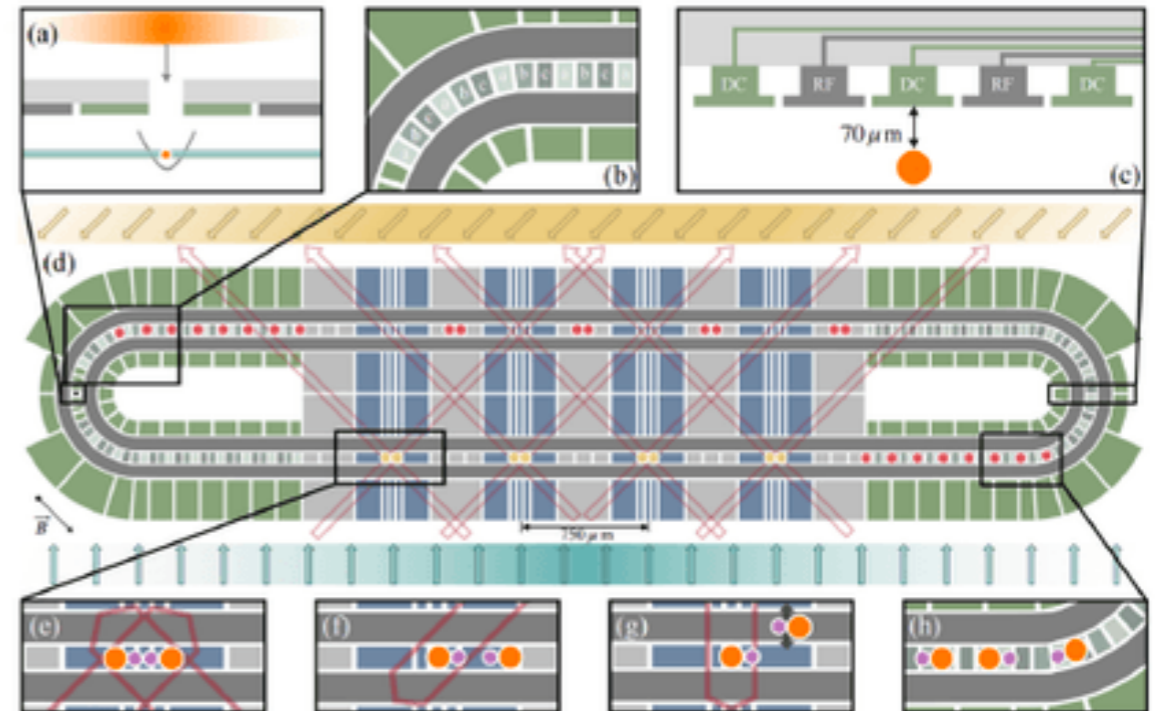 (a)
(b)
b c a b c a
a b c
c
a
(c)
DC RF DC RF DC
70 μm
(d)
B
750 μm
(e)
(f)
(g)
(h)